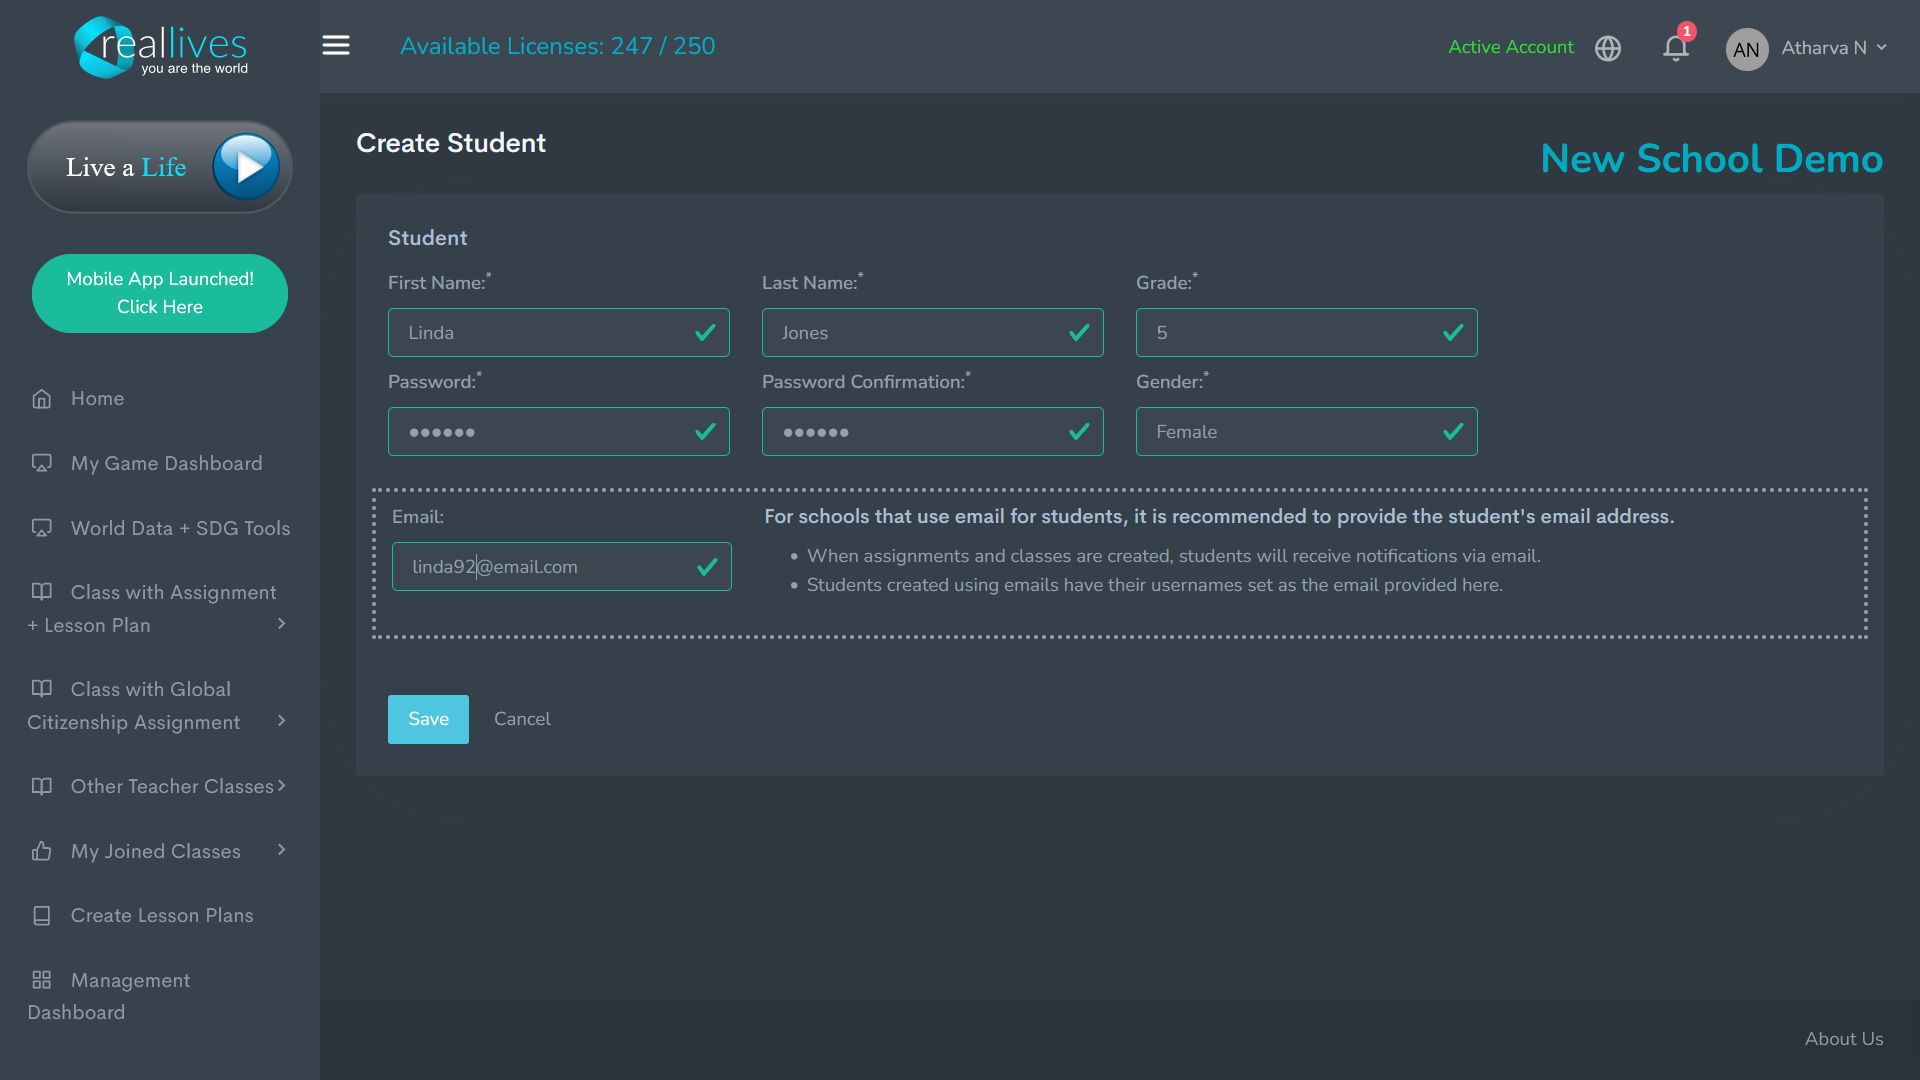 reallives
you are the world
Available Licenses: 247 / 250
Active Account
1
AN
Atharva N
Live a Life
Mobile App Launched!
Click Here
Home
My Game Dashboard
World Data + SDG Tools
Class with Assignment
+ Lesson Plan
Class with Global
Citizenship Assignment
Other Teacher Classes
My Joined Classes
Create Lesson Plans
Management
Dashboard
Create Student
New School Demo
Student
First Name:* Last Name:* Grade:*
Linda Jones 5
Password:* Password Confirmation:* Gender:*
●●●●●● ●●●●●● Female
Email:
linda92@email.com
For schools that use email for students, it is recommended to provide the student's email address.
• When assignments and classes are created, students will receive notifications via email.
• Students created using emails have their usernames set as the email provided here.
Save Cancel
About Us